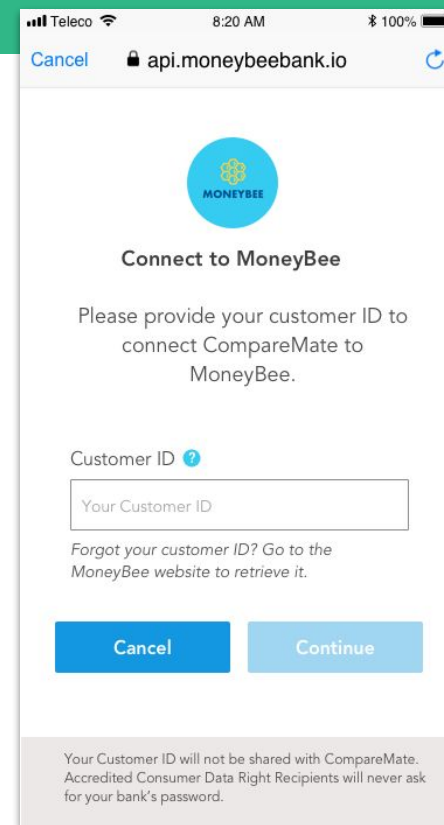 Teleco 8:20 AM 100%
Cancel api.moneybeebank.io
MONEYBEE
Connect to MoneyBee
Please provide your customer ID to
connect CompareMate to
MoneyBee.
Customer ID ?
Your Customer ID
Forgot your customer ID? Go to the
MoneyBee website to retrieve it.
Cancel Continue
Your Customer ID will not be shared with CompareMate.
Accredited Consumer Data Right Recipients will never ask
for your bank's password.